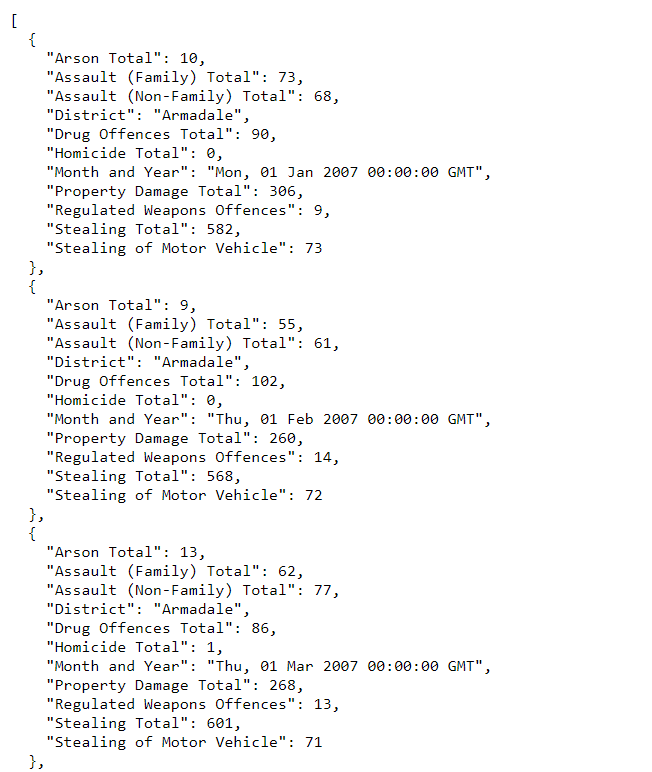 [
  {
    "Arson Total": 10,
    "Assault (Family) Total": 73,
    "Assault (Non-Family) Total": 68,
    "District": "Armadale",
    "Drug Offences Total": 90,
    "Homicide Total": 0,
    "Month and Year": "Mon, 01 Jan 2007 00:00:00 GMT",
    "Property Damage Total": 306,
    "Regulated Weapons Offences": 9,
    "Stealing Total": 582,
    "Stealing of Motor Vehicle": 73
  },
  {
    "Arson Total": 9,
    "Assault (Family) Total": 55,
    "Assault (Non-Family) Total": 61,
    "District": "Armadale",
    "Drug Offences Total": 102,
    "Homicide Total": 0,
    "Month and Year": "Thu, 01 Feb 2007 00:00:00 GMT",
    "Property Damage Total": 260,
    "Regulated Weapons Offences": 14,
    "Stealing Total": 568,
    "Stealing of Motor Vehicle": 72
  },
  {
    "Arson Total": 13,
    "Assault (Family) Total": 62,
    "Assault (Non-Family) Total": 77,
    "District": "Armadale",
    "Drug Offences Total": 86,
    "Homicide Total": 1,
    "Month and Year": "Thu, 01 Mar 2007 00:00:00 GMT",
    "Property Damage Total": 268,
    "Regulated Weapons Offences": 13,
    "Stealing Total": 601,
    "Stealing of Motor Vehicle": 71
  },